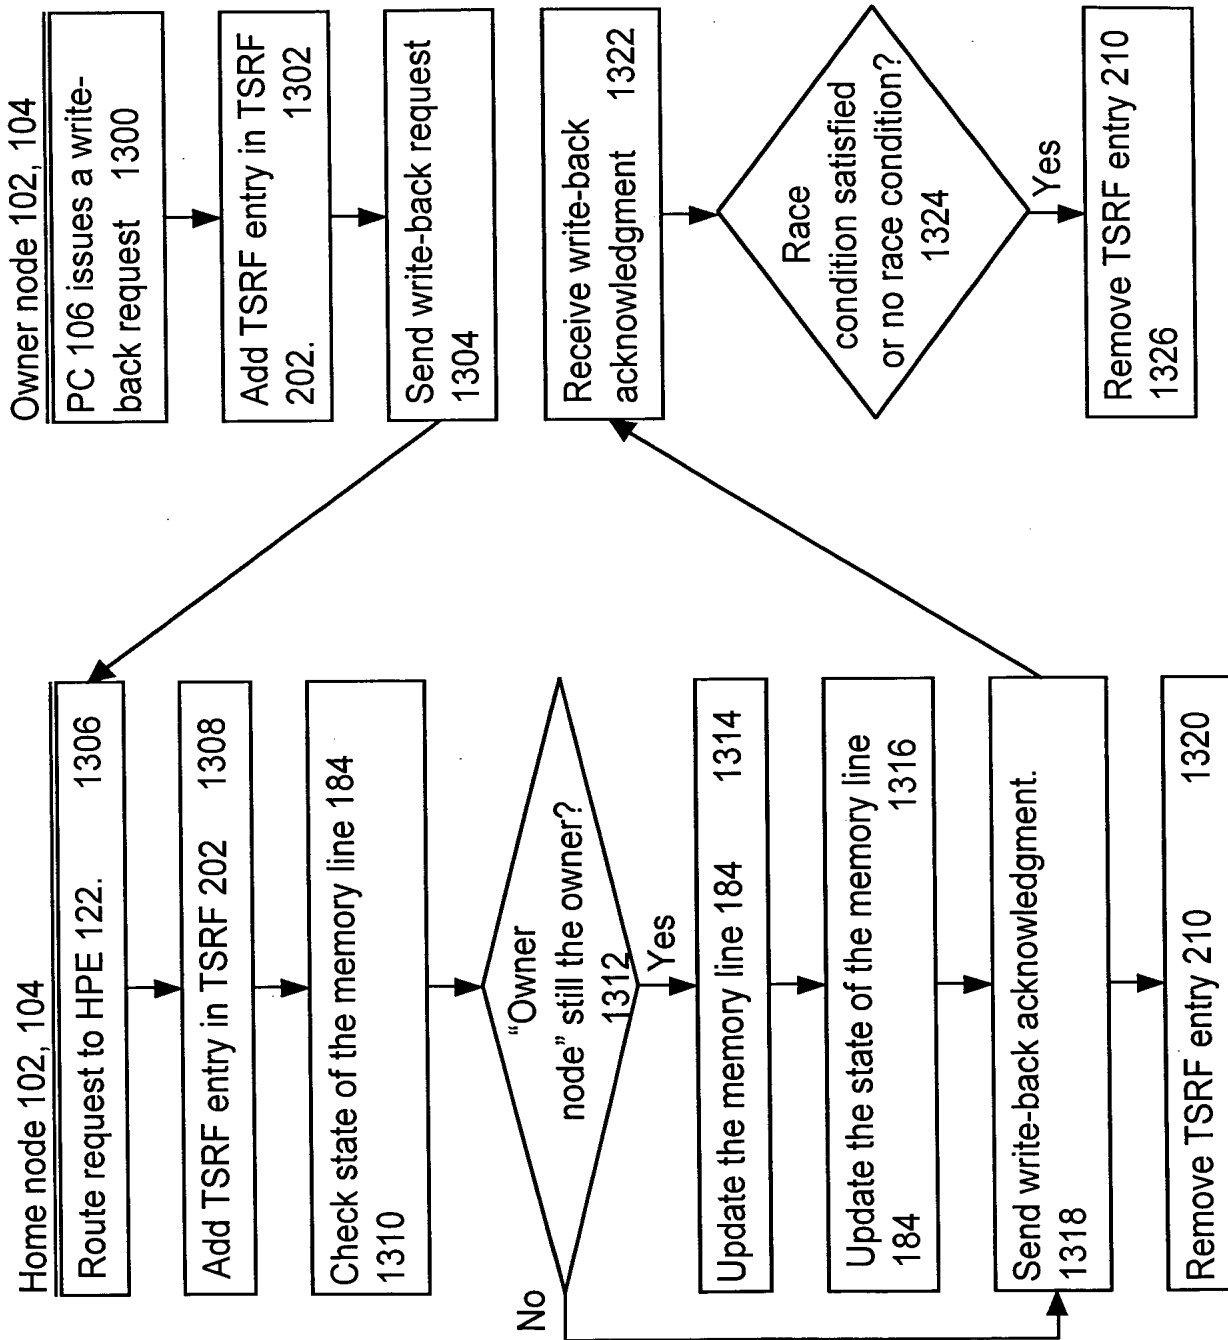 Home node 102, 104
Route request to HPE 122. 1306
Add TSRF entry in TSRF 202 1308
Check state of the memory line 184
1310
“Owner
node” still the owner?
1312
No
Yes
Update the memory line 184 1314
Update the state of the memory line
184 1316
Send write-back acknowledgment.
1318
Remove TSRF entry 210 1320
Owner node 102, 104
PC 106 issues a write-
back request 1300
Add TSRF entry in TSRF
202. 1302
Send write-back request
1304
Receive write-back
acknowledgment 1322
Race
condition satisfied
or no race condition?
1324
Yes
Remove TSRF entry 210
1326